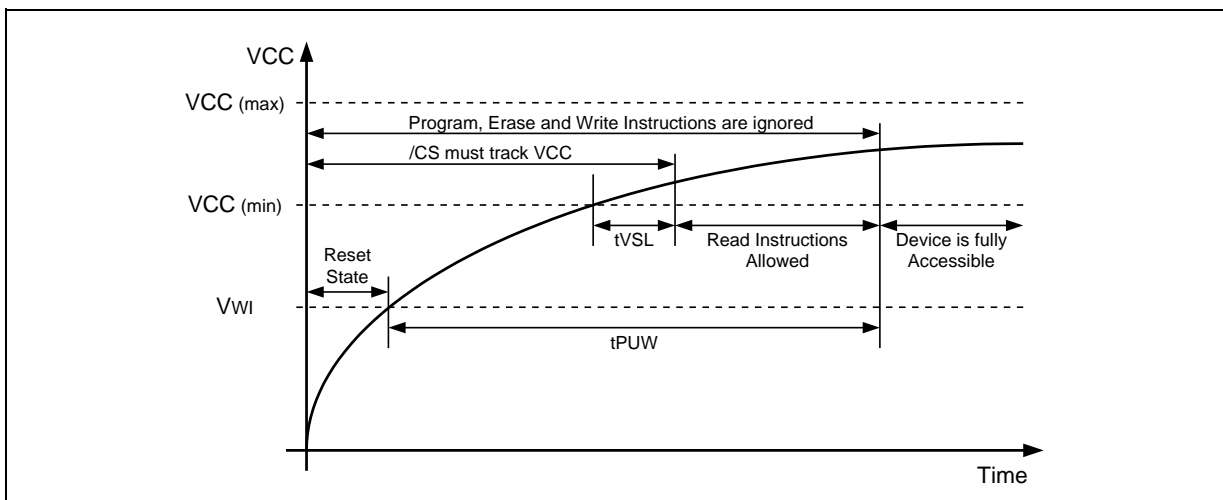 VCC
VCC (max)
Program, Erase and Write Instructions are ignored
/CS must track VCC
VCC (min)
tVSL
Read Instructions
Allowed
Device is fully
Accessible
Reset
State
VWI
tPUW
Time